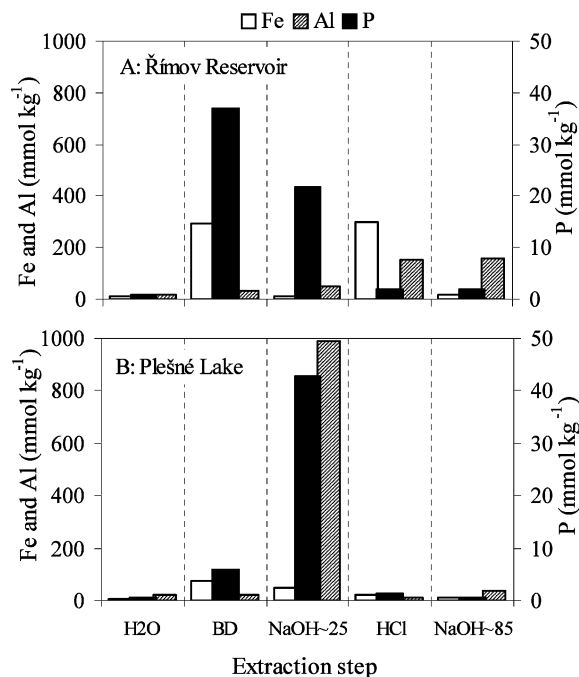 Fe Al P
1000
800
600
400
200
0
Fe and Al (mmol kg-1)
A: Římov Reservoir
50
40
30
20
10
0
P (mmol kg-1)
1000
800
600
400
200
0
Fe and Al (mmol kg-1)
B: Plešné Lake
50
40
30
20
10
0
P (mmol kg-1)
H2O BD NaOH~25 HCl NaOH~85
Extraction step